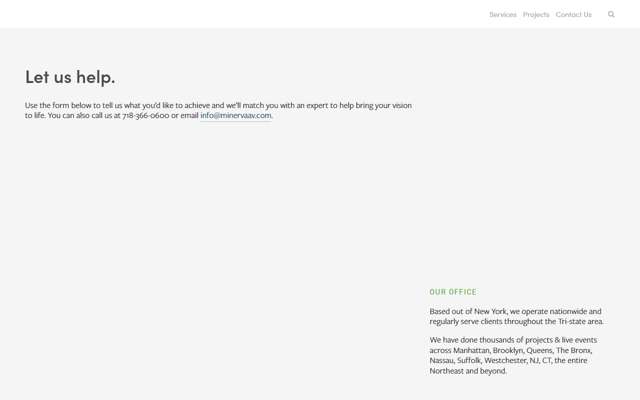 Services Projects Contact Us
Let us help.
Use the form below to tell us what you'd like to achieve and we'll match you with an expert to help bring your vision
to life. You can also call us at 718-366-0600 or email info@minervaav.com.
OUR OFFICE
Based out of New York, we operate nationwide and
regularly serve clients throughout the Tri-state area.
We have done thousands of projects & live events
across Manhattan, Brooklyn, Queens, The Bronx,
Nassau, Suffolk, Westchester, NJ, CT, the entire
Northeast and beyond.